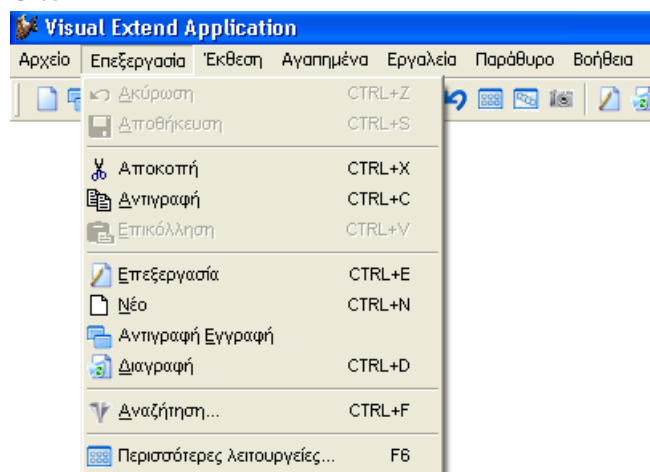 Visual Extend Application
Αρχείο Επεξεργασία Έκθεση Αγαπημένα Εργαλεία Παράθυρο Βοήθεια
Ακύρωση CTRL+Z
Αποθήκευση CTRL+S
Αποκοπή CTRL+X
Αντιγραφή CTRL+C
Επικόλληση CTRL+V
Επεξεργασία CTRL+E
Νέο CTRL+N
Αντιγραφή Εγγραφή
Διαγραφή CTRL+D
Αναζήτηση... CTRL+F
Περισσότερες λειτουργείες... F6